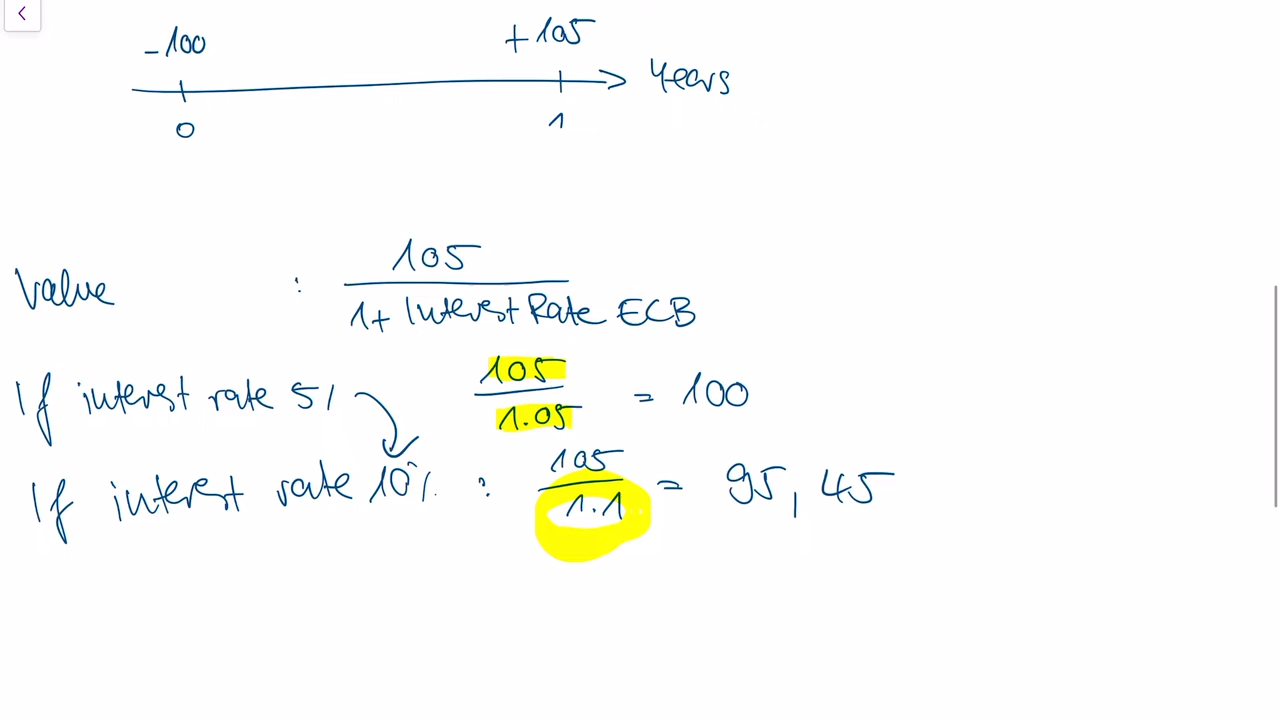 -100 +105
Years
0 1
Value : 105
1+ Interest Rate ECB
If interest rate 5% 105
1.05 = 100
If interest rate 10% : 105
1.1 = 95,45